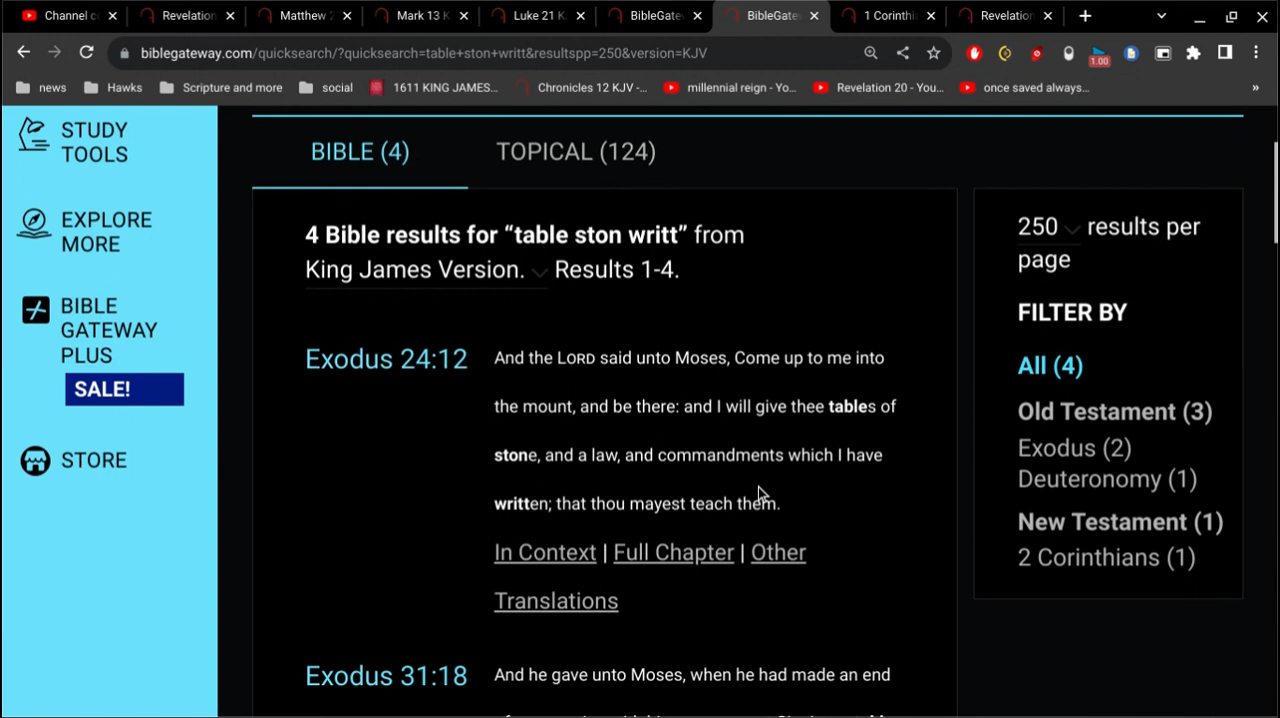 Channel c
Revelation
Matthew 2
Mark 13 K
Luke 21 K
BibleGate
BibleGate
1 Corinthi
Revelation
biblegateway.com/quicksearch/?quicksearch=table+ston+writt&resultspp=250&version=KJV
1.00
news
Hawks
Scripture and more
social
1611 KING JAMES...
Chronicles 12 KJV -...
millennial reign - Yo...
Revelation 20 - You...
once saved always...
»
STUDY
TOOLS
EXPLORE
MORE
BIBLE
GATEWAY
PLUS
SALE!
STORE
BIBLE (4)
TOPICAL (124)
4 Bible results for “table ston writt” from
King James Version. Results 1-4.
Exodus 24:12
And the LORD said unto Moses, Come up to me into
the mount, and be there: and I will give thee tables of
stone, and a law, and commandments which I have
written; that thou mayest teach them.
In Context | Full Chapter | Other
Translations
Exodus 31:18
And he gave unto Moses, when he had made an end
250 results per
page
FILTER BY
All (4)
Old Testament (3)
Exodus (2)
Deuteronomy (1)
New Testament (1)
2 Corinthians (1)